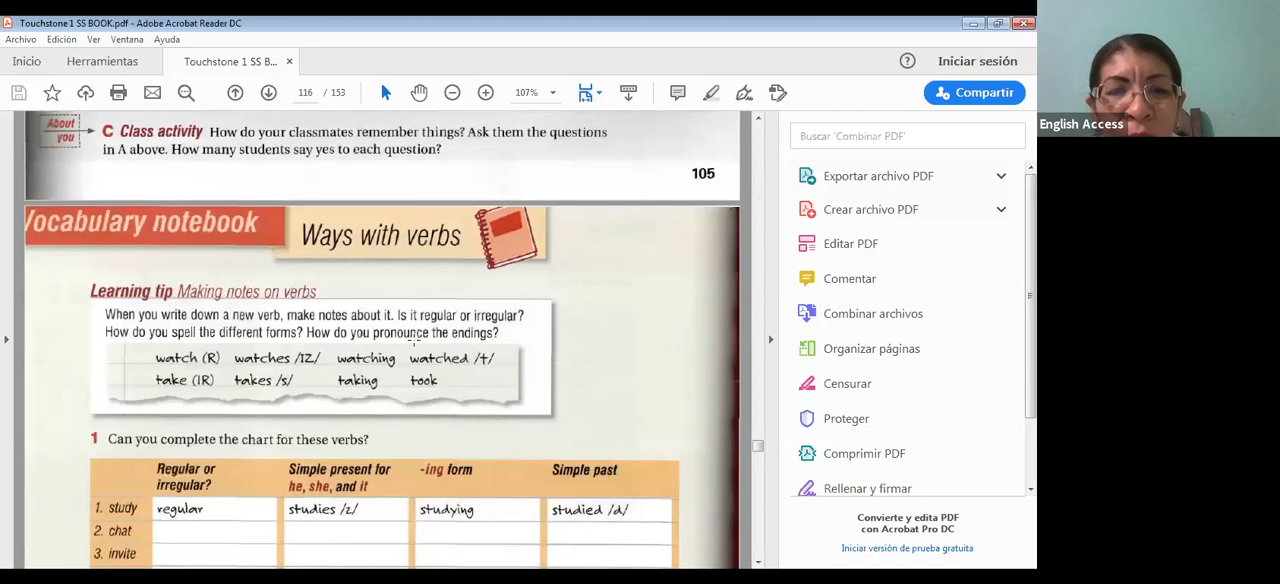 Touchstone 1 SS BOOK.pdf - Adobe Acrobat Reader DC
Archivo Edición Ver Ventana Ayuda
Inicio Herramientas Touchstone 1 SS B... × Iniciar sesión
116 / 153 107% Compartir
About you
C Class activity How do your classmates remember things? Ask them the questions
in A above. How many students say yes to each question?
105
Vocabulary notebook
Ways with verbs
Learning tip Making notes on verbs
When you write down a new verb, make notes about it. Is it regular or irregular?
How do you spell the different forms? How do you pronounce the endings?
watch (R) watches /IZ/ watching watched /t/
take (IR) takes /s/ taking took
1 Can you complete the chart for these verbs?
Regular or irregular? Simple present for he, she, and it -ing form Simple past
1. study regular studies /z/ studying studied /d/
2. chat
3. invite
Buscar 'Combinar PDF'
Exportar archivo PDF
Crear archivo PDF
Editar PDF
Comentar
Combinar archivos
Organizar páginas
Censurar
Proteger
Comprimir PDF
Rellenar y firmar
Convierte y edita PDF
con Acrobat Pro DC
Iniciar versión de prueba gratuita
English Access